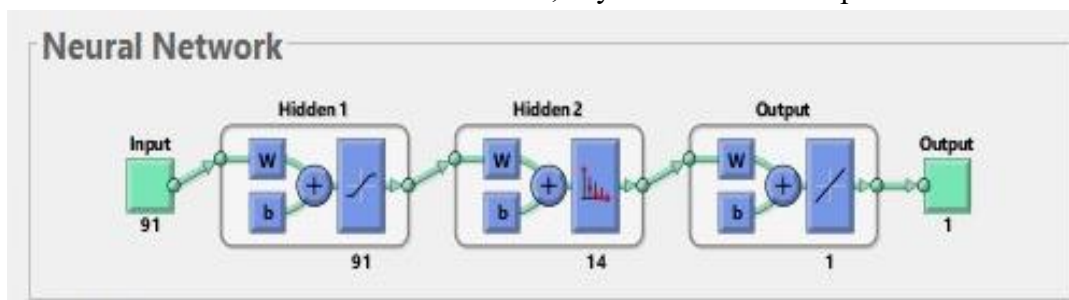 Neural Network
Hidden 1 Hidden 2 Output
Input Output
W W W
+ + +
b b b
91 1
91 14 1